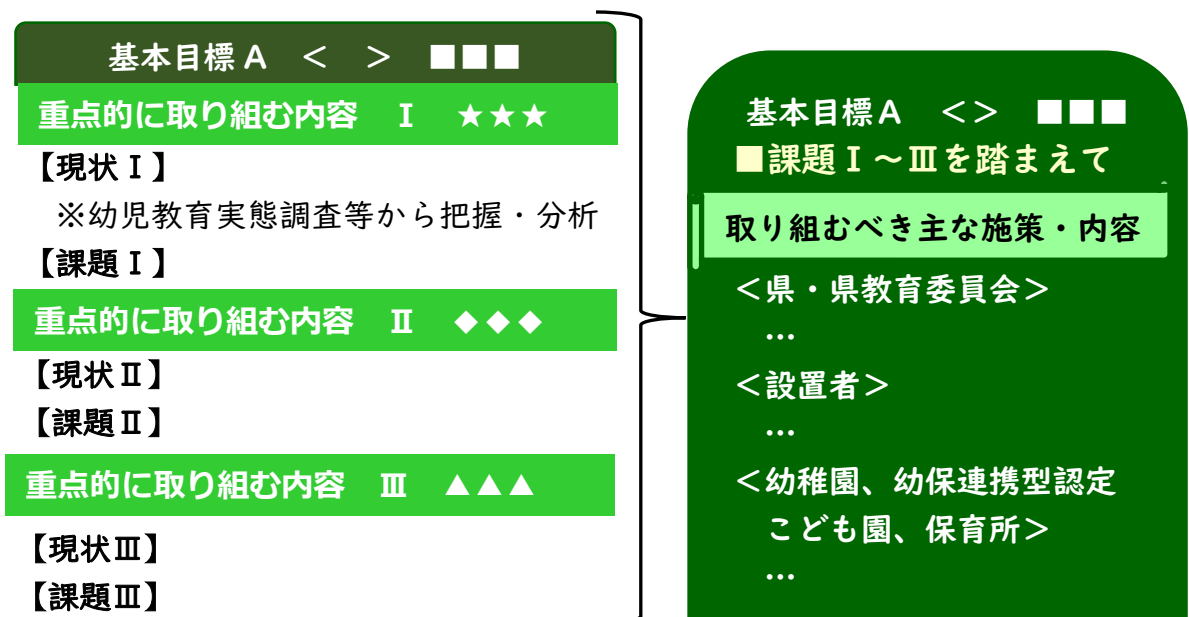 基本目標A ＜ ＞ ■■■
重点的に取り組む内容 Ⅰ ★★★
【現状Ⅰ】
※幼児教育実態調査等から把握・分析
【課題Ⅰ】
重点的に取り組む内容 Ⅱ ◆◆◆
【現状Ⅱ】
【課題Ⅱ】
重点的に取り組む内容 Ⅲ ▲▲▲
【現状Ⅲ】
【課題Ⅲ】
基本目標A ＜＞ ■■■
■課題Ⅰ～Ⅲを踏まえて
取り組むべき主な施策・内容
＜県・県教育委員会＞
…
＜設置者＞
…
＜幼稚園、幼保連携型認定
こども園、保育所＞
…